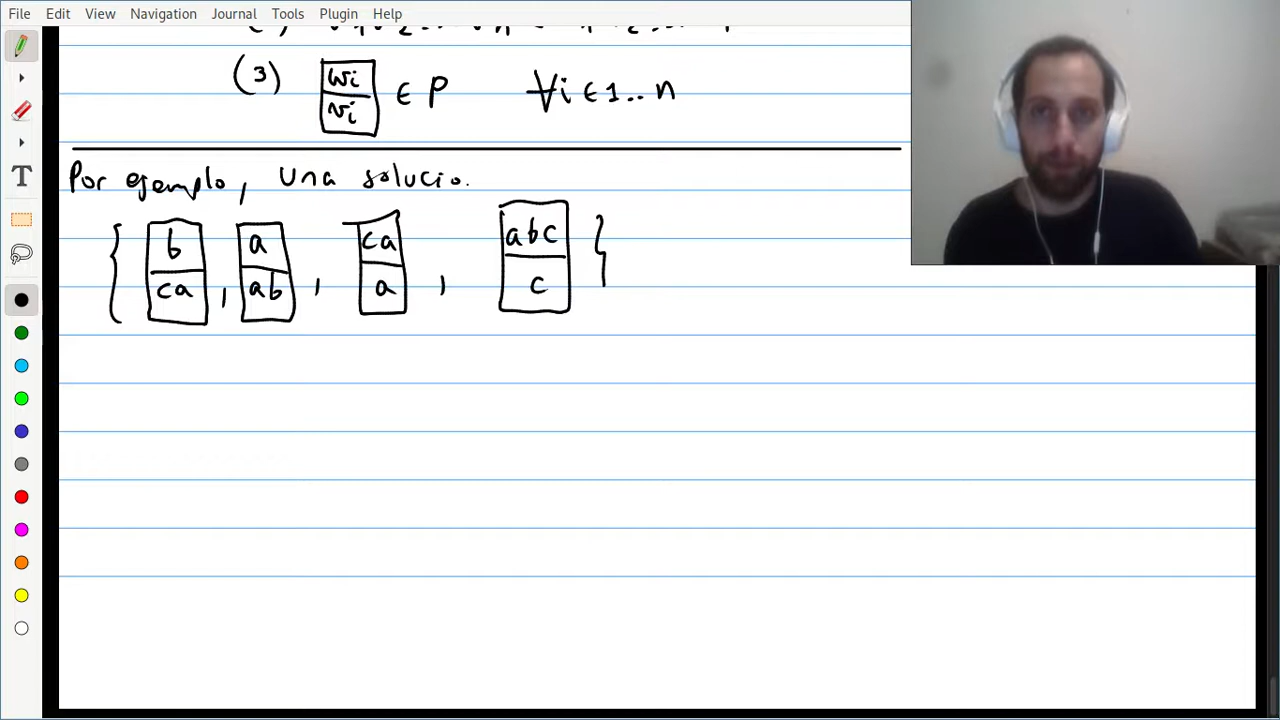 File Edit View Navigation Journal Tools Plugin Help
(3) wi/vi ∈ P ∀i ∈ 1..n
Por ejemplo, una solucio.
{ b/ca, a/ab, ca/a, abc/c }
T